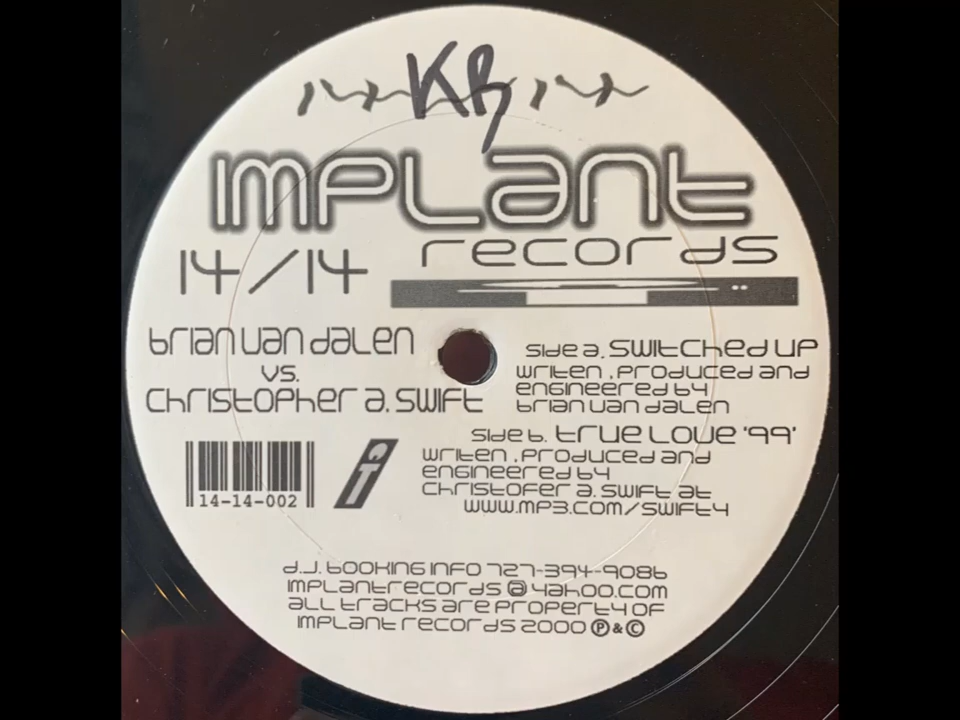 KR
implant
records
14/14
brian van dalen
vs.
christopher a. swift
side a. switched up
writen , produced and
engineered by
brian van dalen
side b. true love '99'
writen , produced and
engineered by
christofer a. swift at
www.mp3.com/swifty
14-14-002
d.j. booking info 727-394-9086
implantrecords@yahoo.com
all tracks are property of
implant records 2000 Ⓟ & ©